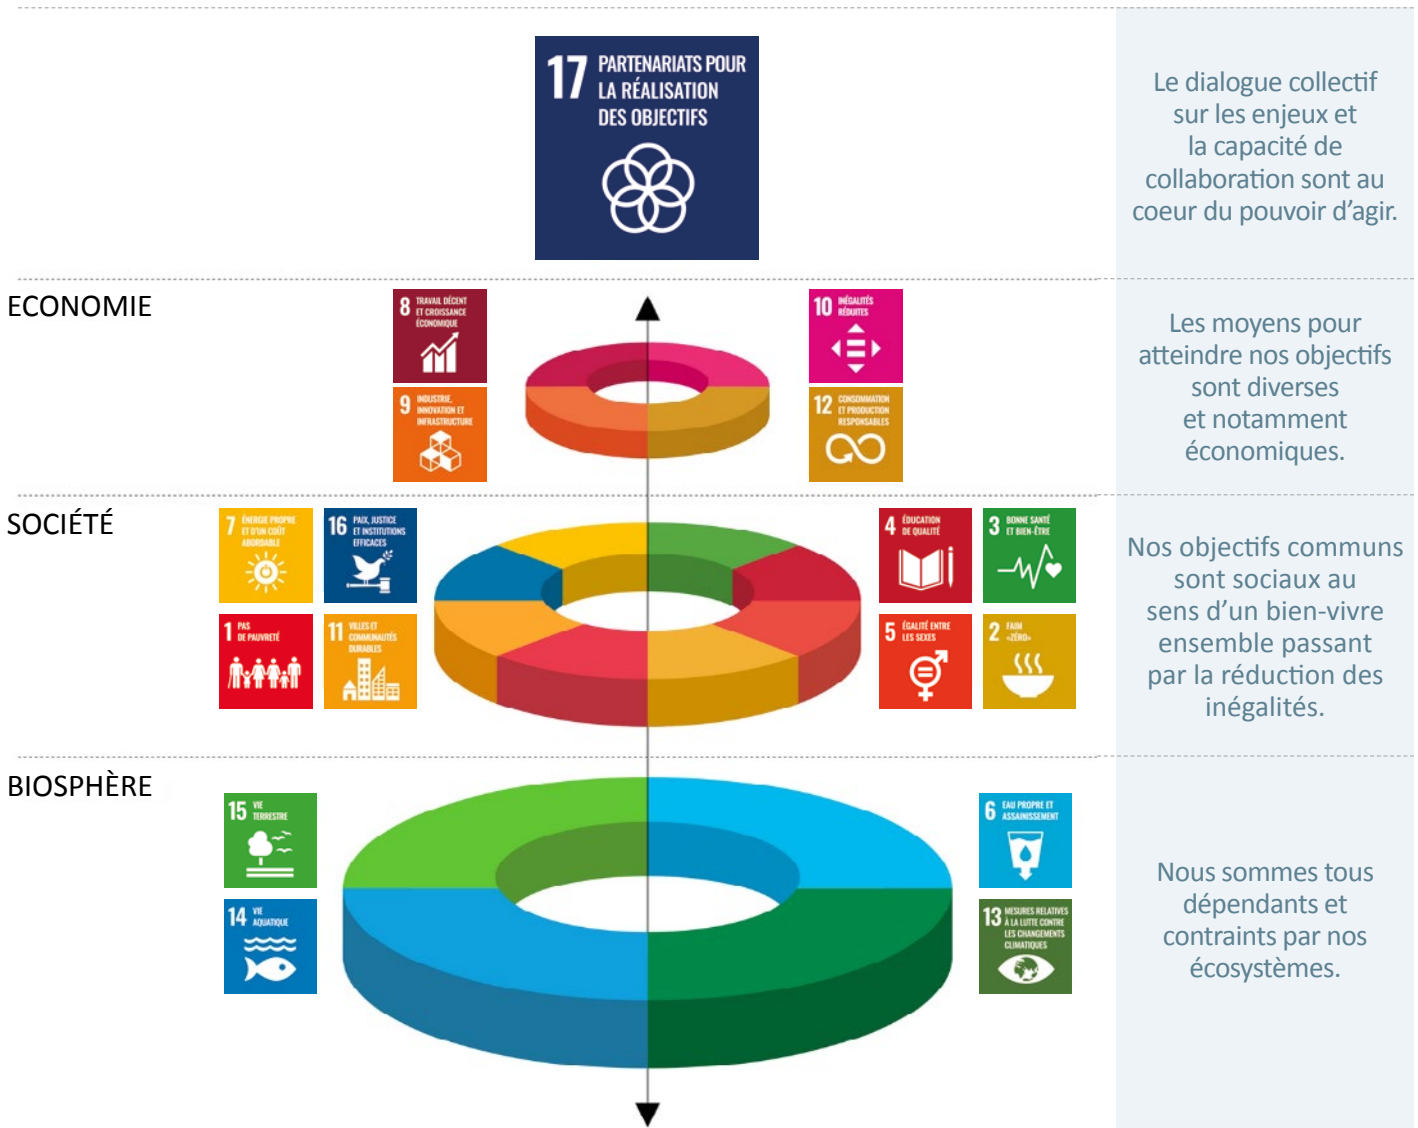 17 PARTENARIATS POUR
LA RÉALISATION
DES OBJECTIFS
Le dialogue collectif
sur les enjeux et
la capacité de
collaboration sont au
coeur du pouvoir d’agir.
ECONOMIE
8 TRAVAIL DÉCENT
ET CROISSANCE
ÉCONOMIQUE
10 INÉGALITÉS
RÉDUITES
9 INDUSTRIE,
INNOVATION ET
INFRASTRUCTURE
12 CONSOMMATION
ET PRODUCTION
RESPONSABLES
Les moyens pour
atteindre nos objectifs
sont diverses
et notamment
économiques.
SOCIÉTÉ
7 ÉNERGIE PROPRE
ET D'UN COÛT
ABORDABLE
16 PAIX, JUSTICE
ET INSTITUTIONS
EFFICACES
4 ÉDUCATION
DE QUALITÉ
3 BONNE SANTÉ
ET BIEN-ÊTRE
1 PAS
DE PAUVRETÉ
11 VILLES ET
COMMUNAUTÉS
DURABLES
5 ÉGALITÉ ENTRE
LES SEXES
2 FAIM
«ZÉRO»
Nos objectifs communs
sont sociaux au
sens d’un bien-vivre
ensemble passant
par la réduction des
inégalités.
BIOSPHÈRE
15 VIE
TERRESTRE
6 EAU PROPRE ET
ASSAINISSEMENT
14 VIE
AQUATIQUE
13 MESURES RELATIVES
À LA LUTTE CONTRE
LES CHANGEMENTS
CLIMATIQUES
Nous sommes tous
dépendants et
contraints par nos
écosystèmes.